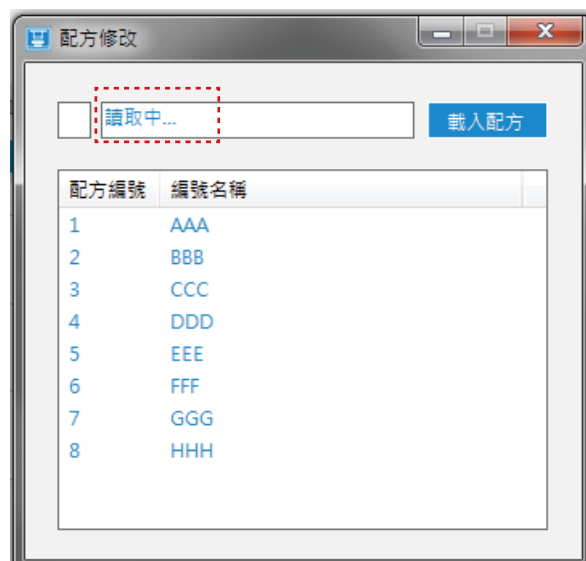 配方修改
讀取中...
載入配方
配方編號 編號名稱
1 AAA
2 BBB
3 CCC
4 DDD
5 EEE
6 FFF
7 GGG
8 HHH